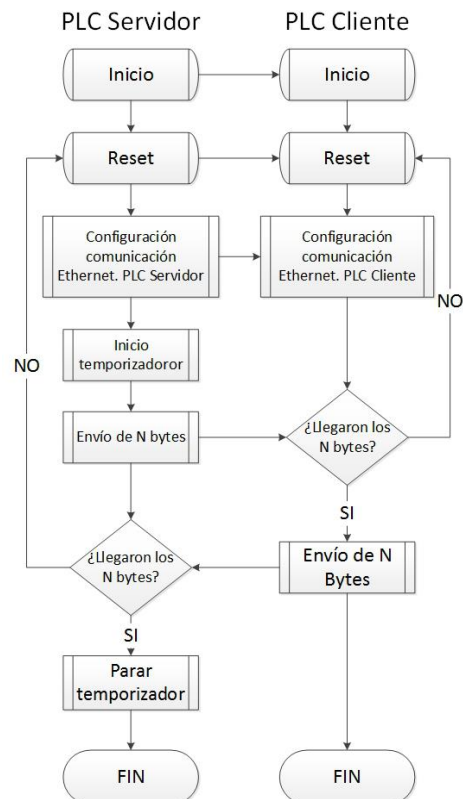 PLC Servidor
PLC Cliente
Inicio
Inicio
Reset
Reset
Configuración
comunicación
Ethernet. PLC Servidor
Configuración
comunicación
Ethernet. PLC Cliente
NO
NO
Inicio
temporizadoror
Envío de N bytes
¿Llegaron los
N bytes?
SI
¿Llegaron los
N bytes?
Envío de N
Bytes
SI
Parar
temporizador
FIN
FIN